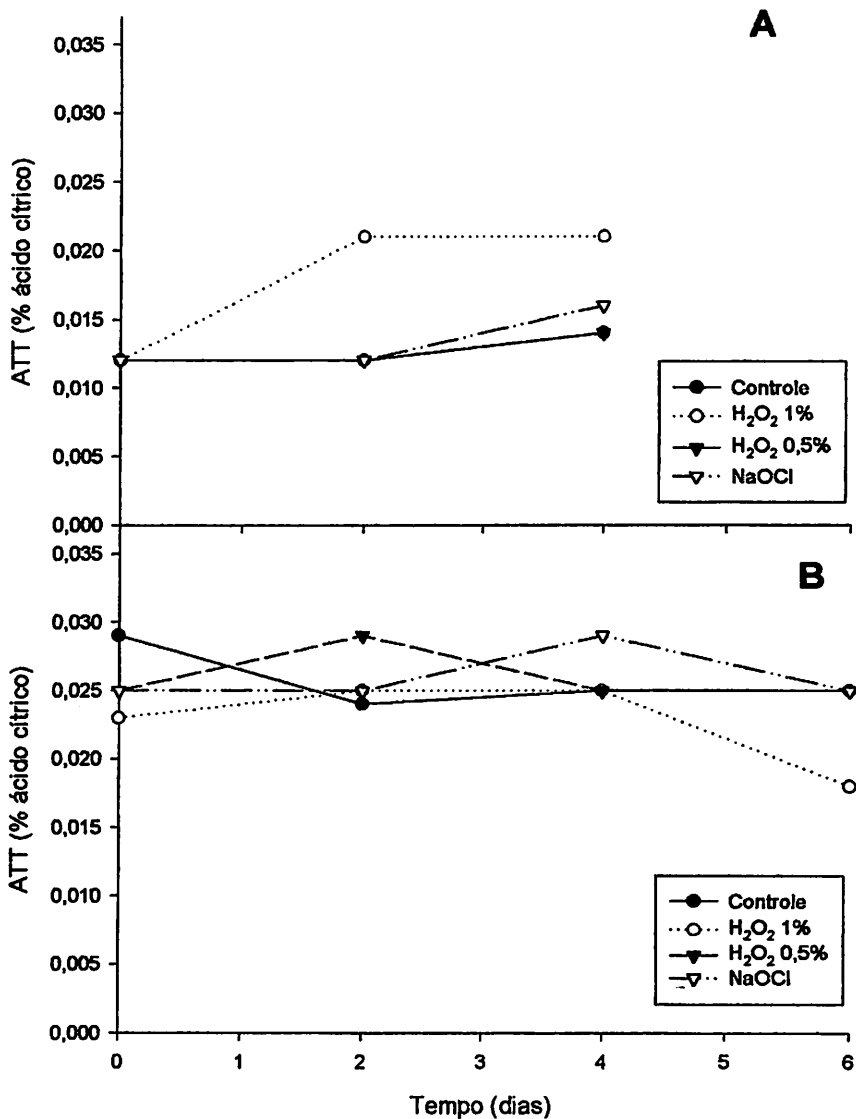 A
ATT (% ácido cítrico)
0,035
0,030
0,025
0,020
0,015
0,010
0,005
0,000
Controle
H₂O₂ 1%
H₂O₂ 0,5%
NaOCl
B
ATT (% ácido cítrico)
0,035
0,030
0,025
0,020
0,015
0,010
0,005
0,000
Controle
H₂O₂ 1%
H₂O₂ 0,5%
NaOCl
0 1 2 3 4 5 6
Tempo (dias)